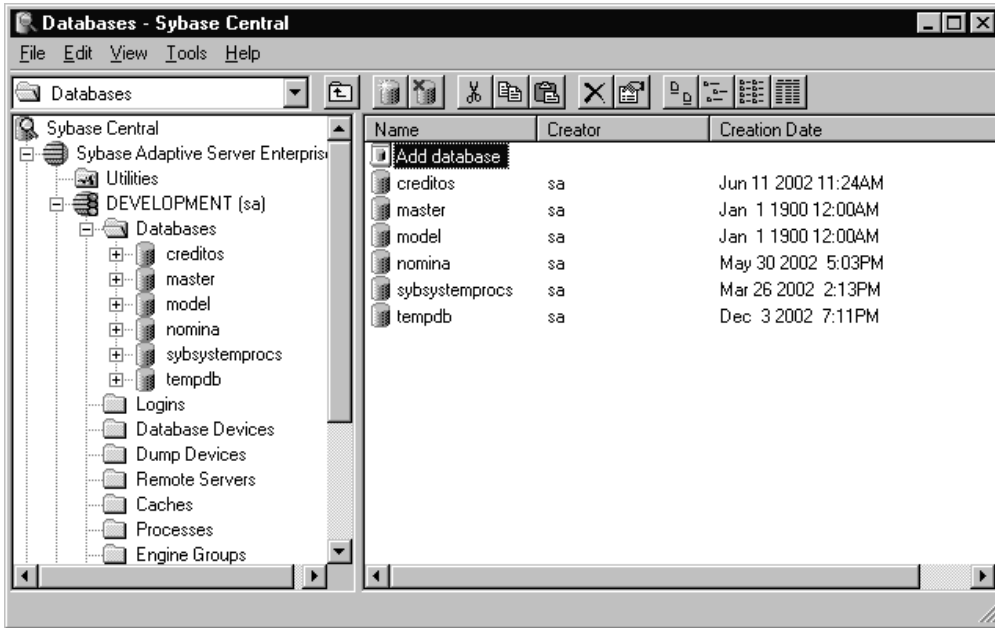 Databases - Sybase Central
File Edit View Tools Help
Databases
Sybase Central
Sybase Adaptive Server Enterpris
Utilities
DEVELOPMENT (sa)
Databases
creditos
master
model
nomina
sybsystemprocs
tempdb
Logins
Database Devices
Dump Devices
Remote Servers
Caches
Processes
Engine Groups
Name Creator Creation Date
Add database
creditos sa Jun 11 2002 11:24AM
master sa Jan 1 1900 12:00AM
model sa Jan 1 1900 12:00AM
nomina sa May 30 2002 5:03PM
sybsystemprocs sa Mar 26 2002 2:13PM
tempdb sa Dec 3 2002 7:11PM